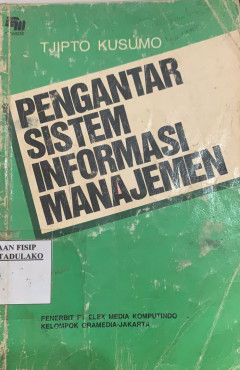 TJIPTO KUSUMO
PENGANTAR
SISTEM
INFORMASI
MANAJEMEN
AAN FISIP
TADULAKO
PENERBIT PT ELEX MEDIA KOMPUTINDO
KELOMPOK GRAMEDIA-JAKARTA